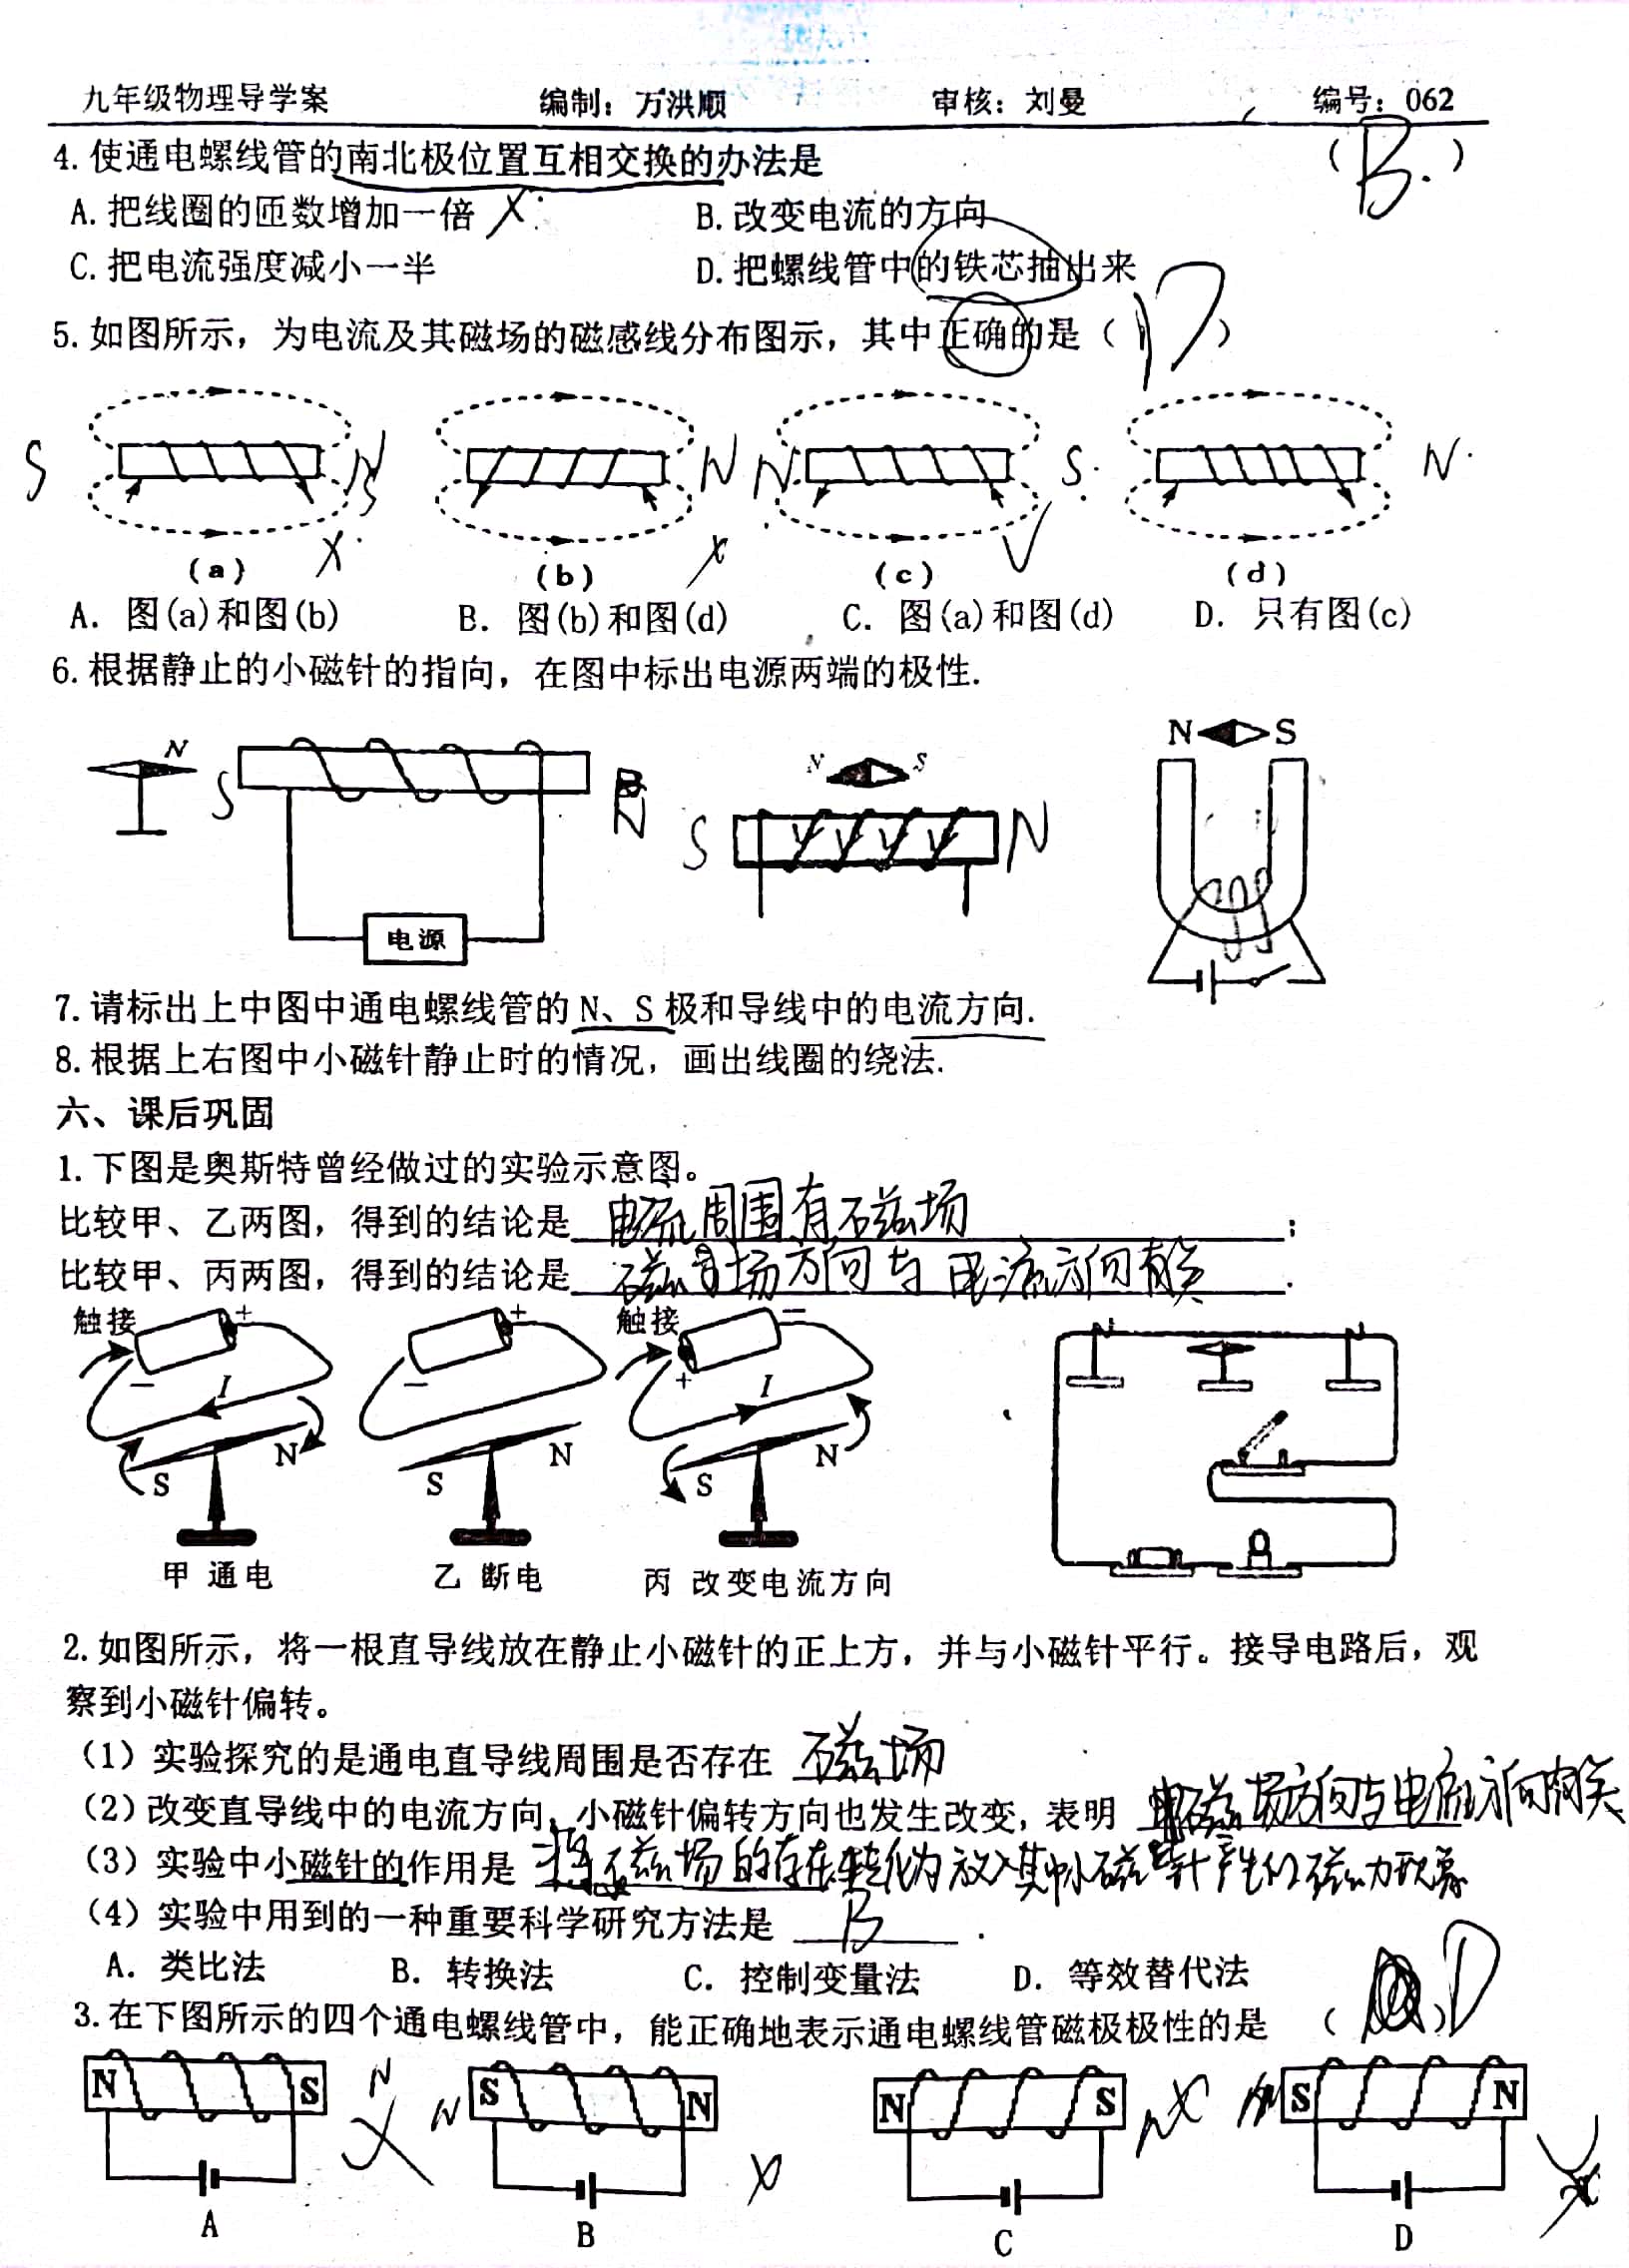 九年级物理导学案 编制：万洪顺 审核：刘曼 编号：062
4.使通电螺线管的南北极位置互相交换的办法是 （B.）
A.把线圈的匝数增加一倍 × B.改变电流的方向
C.把电流强度减小一半 D.把螺线管中的铁芯抽出来
5.如图所示，为电流及其磁场的磁感线分布图示，其中正确的是（D）
S N N N S. N.
(a) × (b) × (c) √ (d)
A. 图(a)和图(b) B. 图(b)和图(d) C. 图(a)和图(d) D. 只有图(c)
6.根据静止的小磁针的指向，在图中标出电源两端的极性.
N S
N S N S
S N
电源
7.请标出上中图中通电螺线管的N、S极和导线中的电流方向.
8.根据上右图中小磁针静止时的情况，画出线圈的绕法.
六、课后巩固
1.下图是奥斯特曾经做过的实验示意图。
比较甲、乙两图，得到的结论是 电流周围有磁场 ；
比较甲、丙两图，得到的结论是 磁场方向与电流方向有关 .
触接 + − I S N
+ − S N
触接 − + I S N
甲 通电 乙 断电 丙 改变电流方向
2.如图所示，将一根直导线放在静止小磁针的正上方，并与小磁针平行。接导电路后，观
察到小磁针偏转。
（1）实验探究的是通电直导线周围是否存在 磁场
（2）改变直导线中的电流方向，小磁针偏转方向也发生改变，表明 磁场方向与电流方向有关
（3）实验中小磁针的作用是 将磁场的存在转化为放入其中小磁针产生的磁力现象
（4）实验中用到的一种重要科学研究方法是 B .
A. 类比法 B. 转换法 C. 控制变量法 D. 等效替代法
3.在下图所示的四个通电螺线管中，能正确地表示通电螺线管磁极极性的是 （ ）D
N S N × N S N × N S N × S N
A B C D